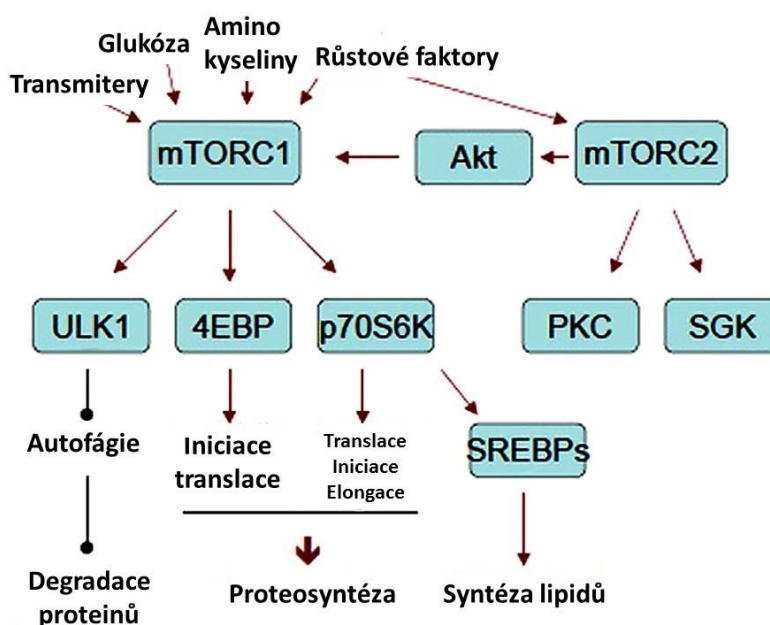 Glukóza
Amino
kyseliny
Růstové faktory
Transmitery
mTORC1
Akt
mTORC2
ULK1
4EBP
p70S6K
PKC
SGK
Autofágie
Iniciace
translace
Translace
Iniciace
Elongace
SREBPs
Degradace
proteinů
Proteosyntéza
Syntéza lipidů